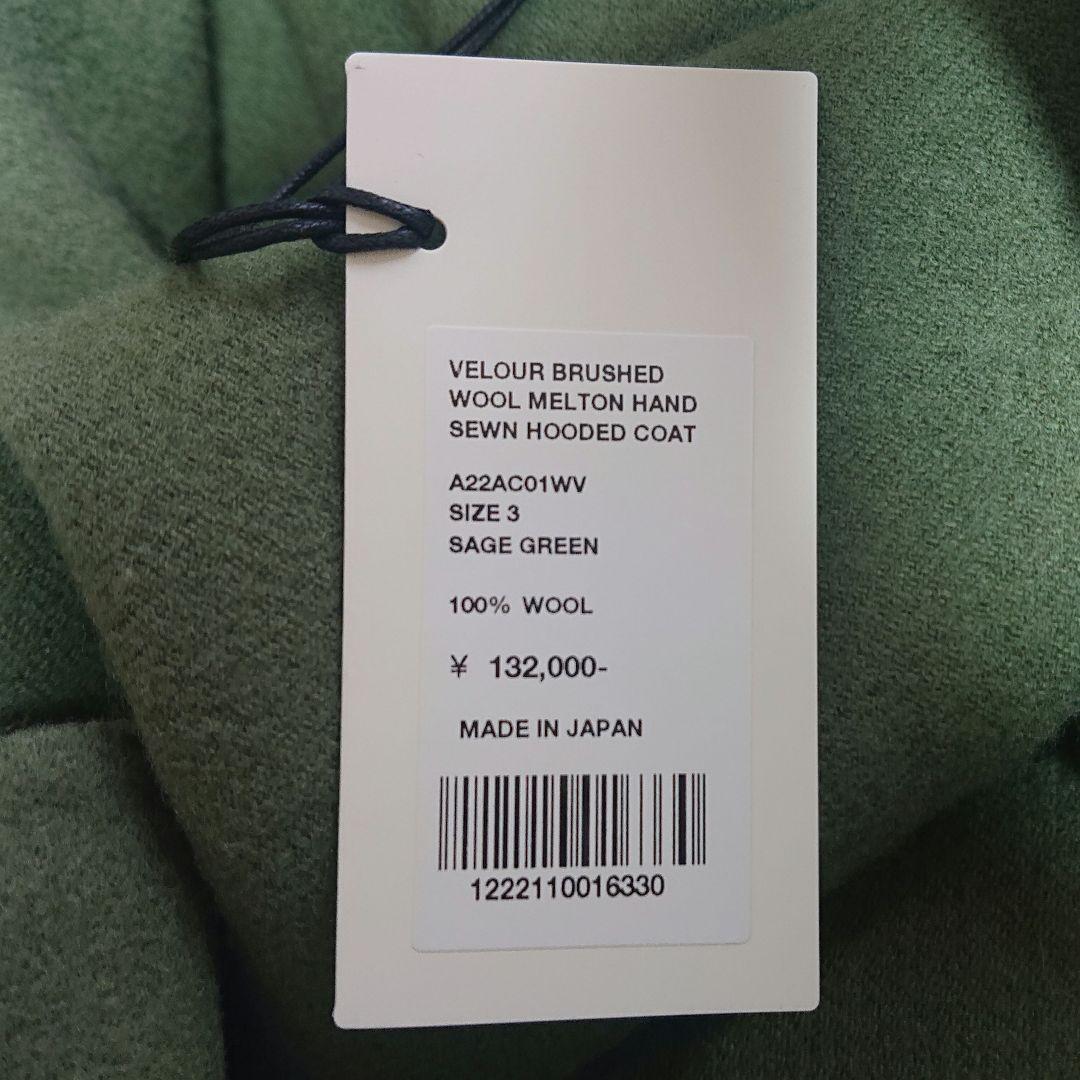 VELOUR BRUSHED
WOOL MELTON HAND
SEWN HOODED COAT
A22AC01WV
SIZE 3
SAGE GREEN
100% WOOL
¥ 132,000-
MADE IN JAPAN
1222110016330